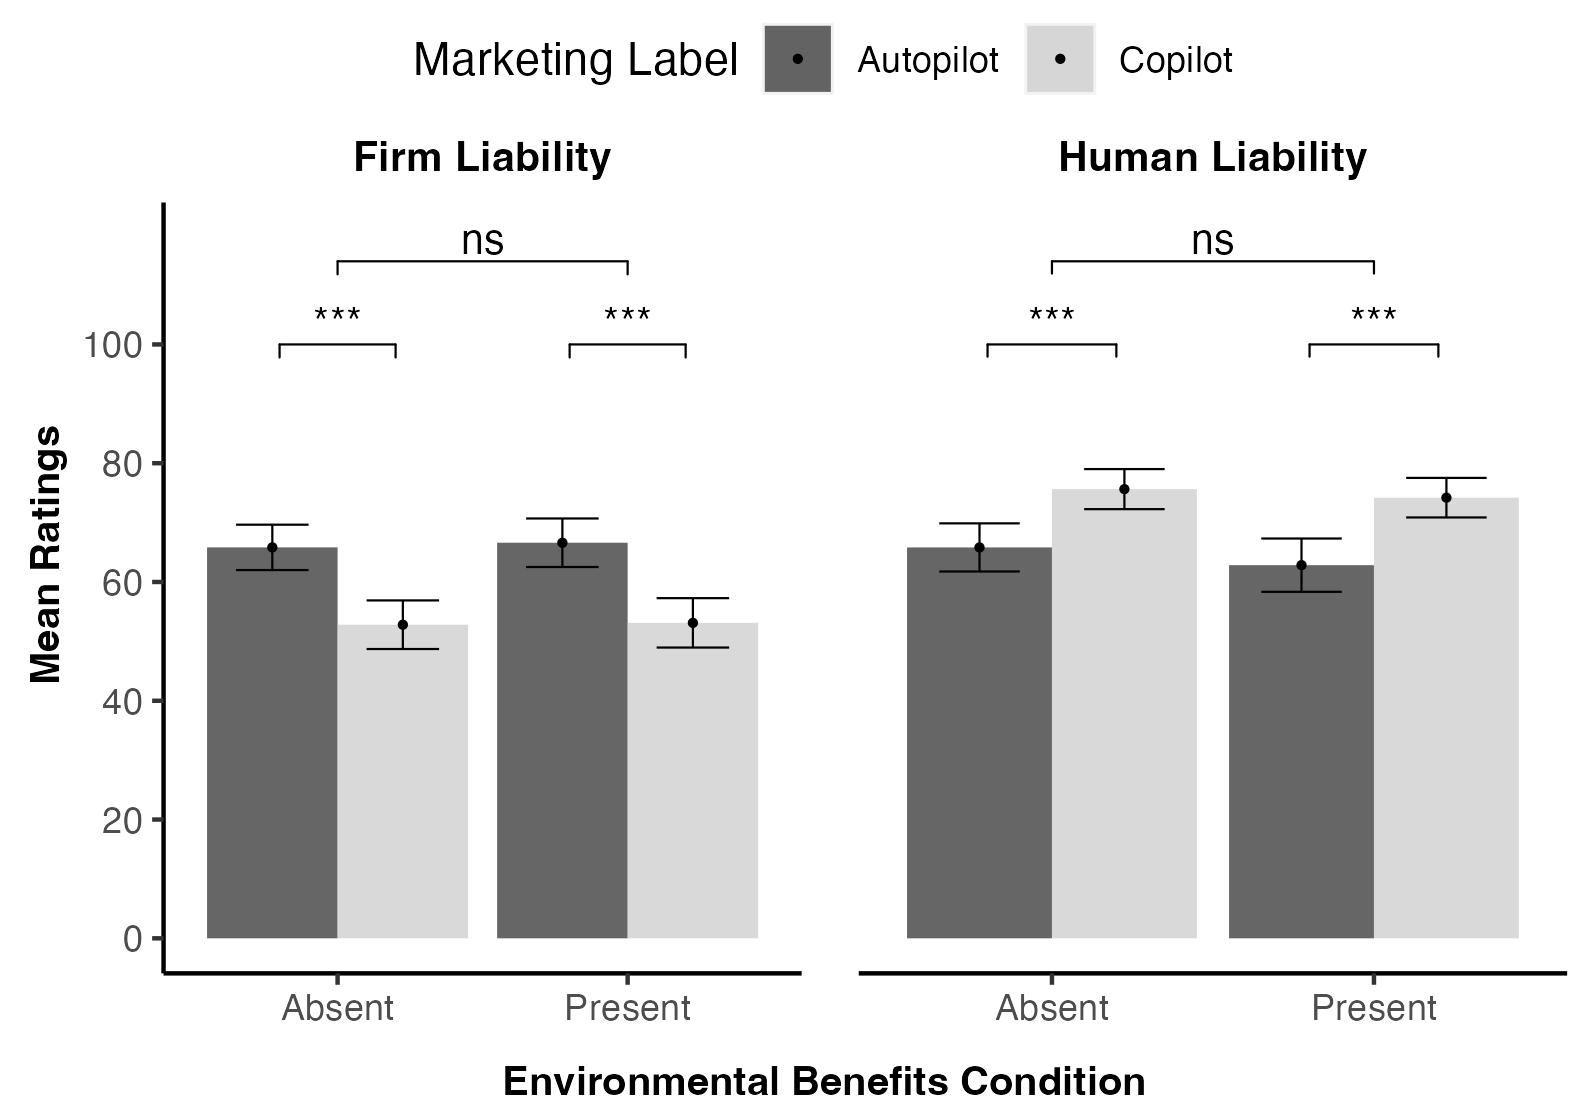 Marketing Label Autopilot Copilot
Firm Liability Human Liability
ns ns
*** *** *** ***
100
80
60
40
20
0
Mean Ratings
Absent Present Absent Present
Environmental Benefits Condition